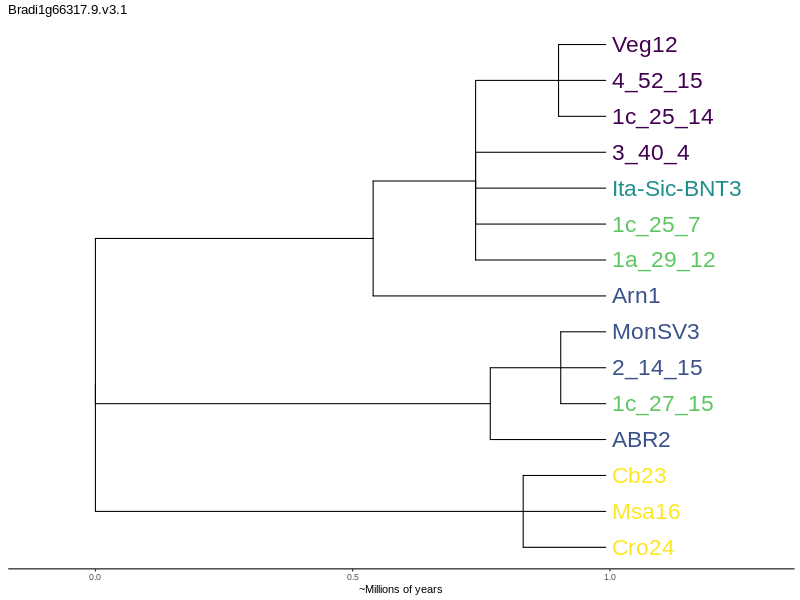 Bradi1g66317.9.v3.1
Veg12
4_52_15
1c_25_14
3_40_4
Ita-Sic-BNT3
1c_25_7
1a_29_12
Arn1
MonSV3
2_14_15
1c_27_15
ABR2
Cb23
Msa16
Cro24
0.0 0.5 1.0
~Millions of years